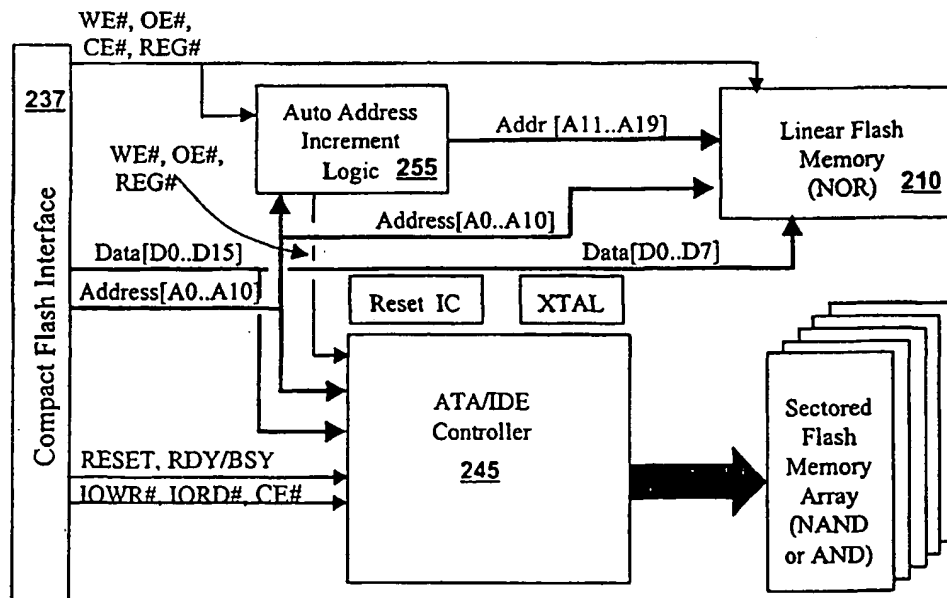 WE#, OE#,
CE#, REG#
237
Compact Flash Interface
Auto Address
Increment
Logic 255
Addr [A11..A19]
Linear Flash
Memory
(NOR) 210
WE#, OE#,
REG#
Address[A0..A10]
Data[D0..D15]
Data[D0..D7]
Address[A0..A10]
Reset IC
XTAL
ATA/IDE
Controller
245
Sectored
Flash
Memory
Array
(NAND
or AND)
RESET, RDY/BSY
IOWR#, IORD#, CE#